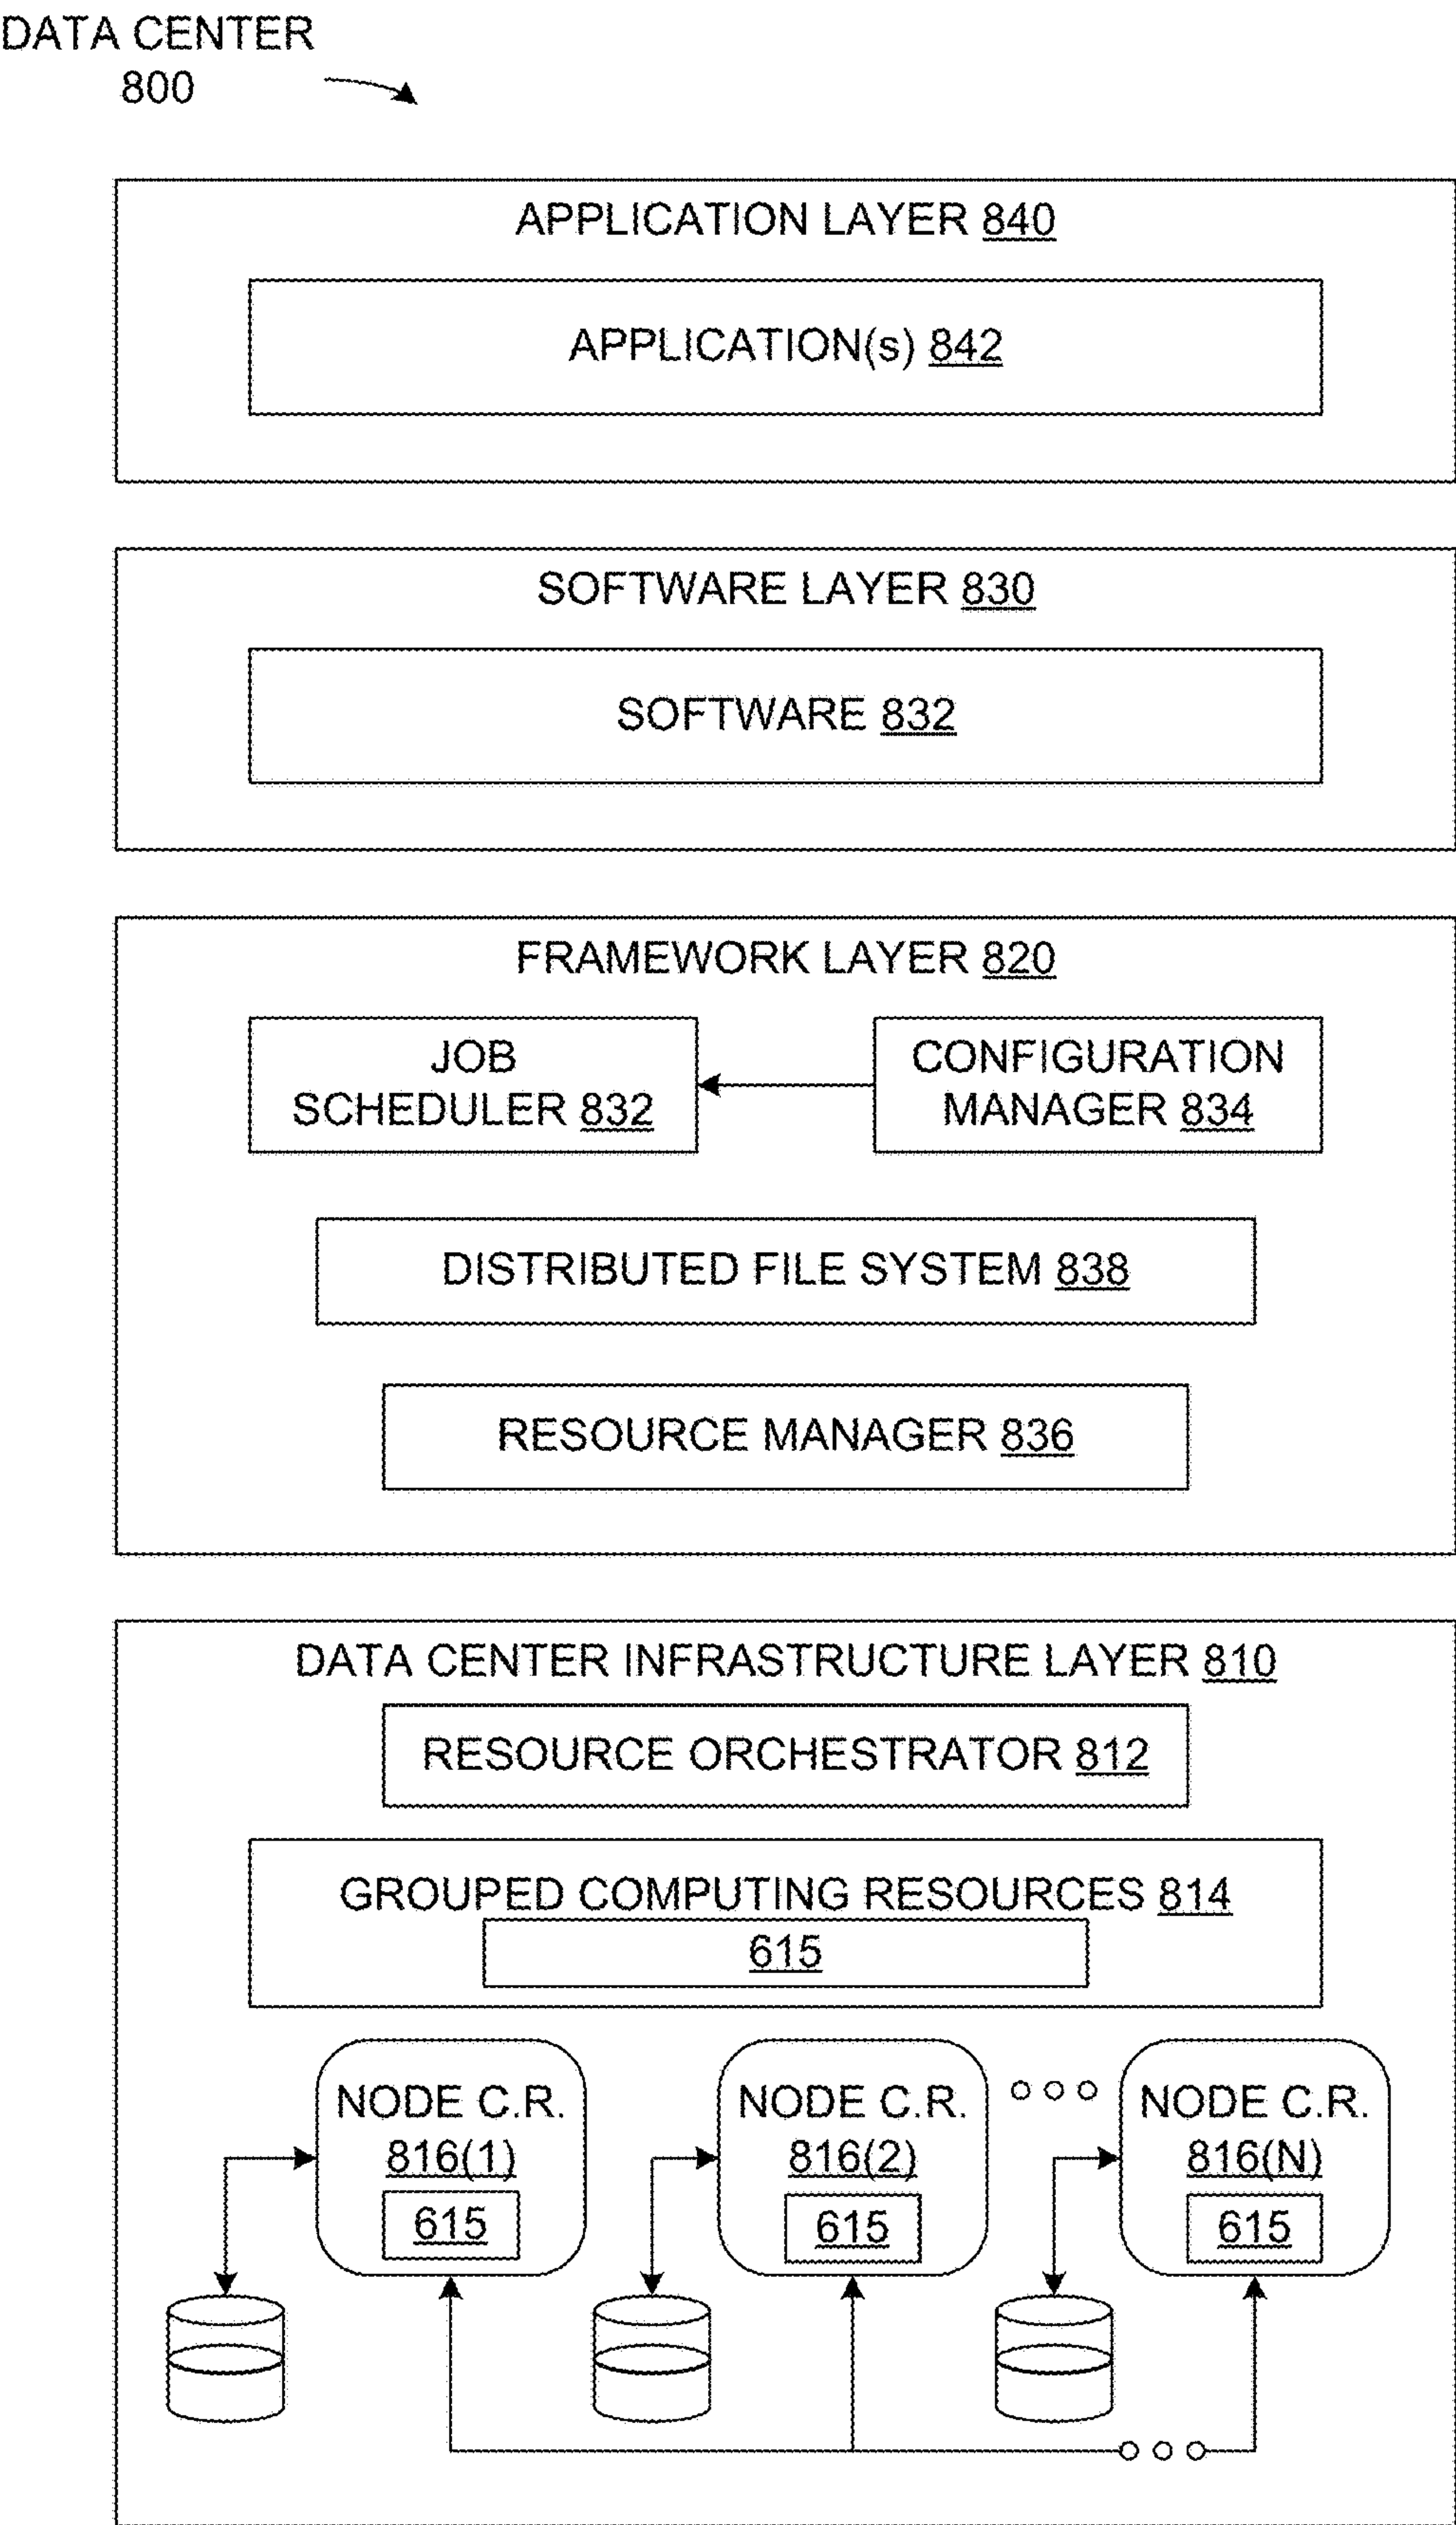 DATA CENTER
800
APPLICATION LAYER 840
APPLICATION(s) 842
SOFTWARE LAYER 830
SOFTWARE 832
FRAMEWORK LAYER 820
JOB
SCHEDULER 832
CONFIGURATION
MANAGER 834
DISTRIBUTED FILE SYSTEM 838
RESOURCE MANAGER 836
DATA CENTER INFRASTRUCTURE LAYER 810
RESOURCE ORCHESTRATOR 812
GROUPED COMPUTING RESOURCES 814
615
NODE C.R.
816(1)
615
NODE C.R.
816(2)
615
NODE C.R.
816(N)
615